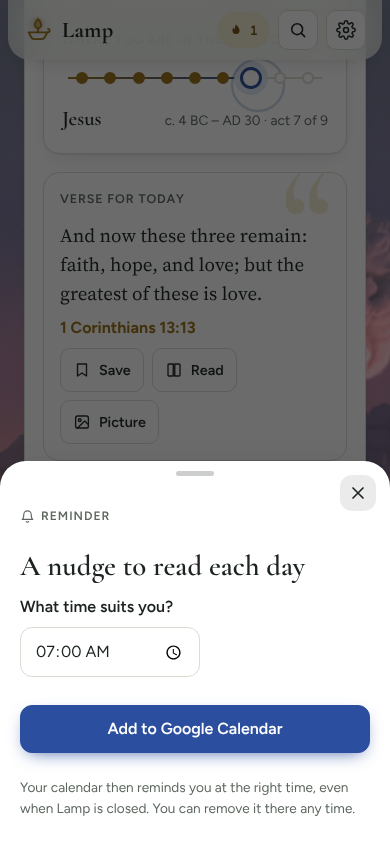 Lamp
1
Jesus
c. 4 BC – AD 30 · act 7 of 9
VERSE FOR TODAY
And now these three remain:
faith, hope, and love; but the
greatest of these is love.
1 Corinthians 13:13
Save
Read
Picture
REMINDER
A nudge to read each day
What time suits you?
07:00 AM
Add to Google Calendar
Your calendar then reminds you at the right time, even
when Lamp is closed. You can remove it there any time.